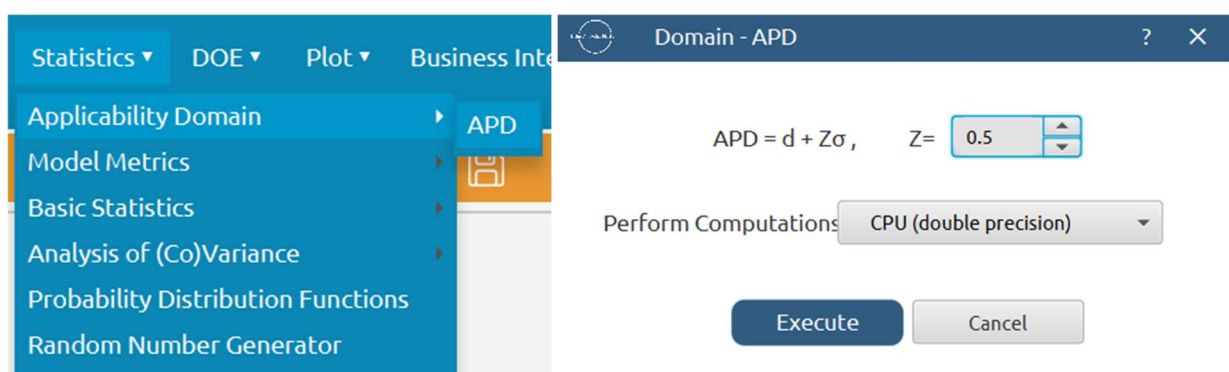 Statistics ▾ DOE ▾ Plot ▾ Business Inte
Applicability Domain
APD
Model Metrics
Basic Statistics
Analysis of (Co)Variance
Probability Distribution Functions
Random Number Generator
Domain - APD ? ×
APD = d + Zσ , Z= 0.5
Perform Computations CPU (double precision)
Execute Cancel